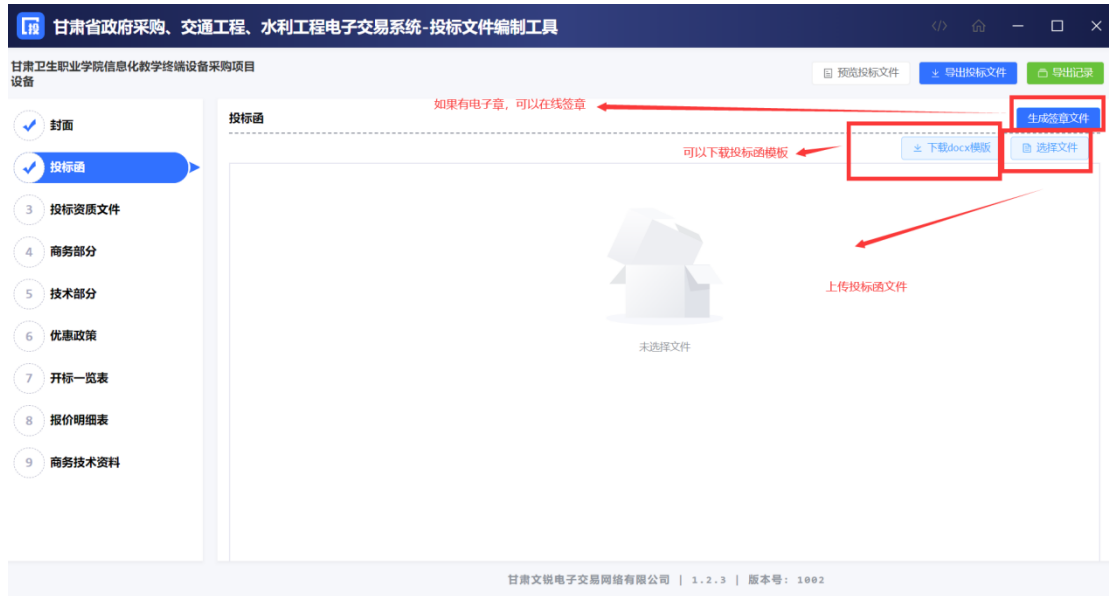 投 甘肃省政府采购、交通工程、水利工程电子交易系统-投标文件编制工具
甘肃卫生职业学院信息化教学终端设备采购项目
设备
预览投标文件 导出投标文件 导出记录
封面
投标函
3 投标资质文件
4 商务部分
5 技术部分
6 优惠政策
7 开标一览表
8 报价明细表
9 商务技术资料
投标函
如果有电子章，可以在线签章
生成签章文件
可以下载投标函模板
下载docx模版 选择文件
上传投标函文件
未选择文件
甘肃文锐电子交易网络有限公司 | 1.2.3 | 版本号: 1002